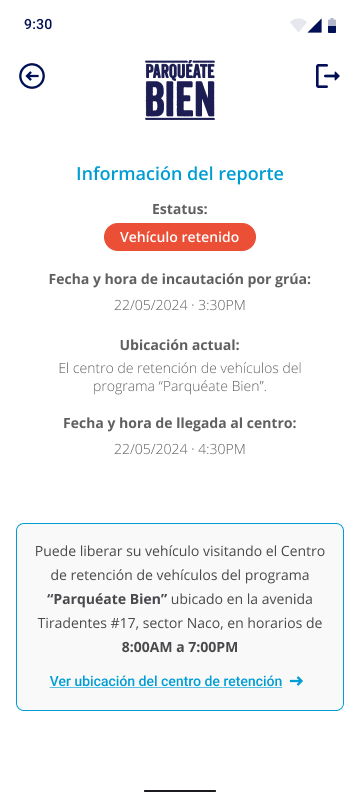 9:30
PARQUÉATE
BIEN
Información del reporte
Estatus:
Vehículo retenido
Fecha y hora de incautación por grúa:
22/05/2024 · 3:30PM
Ubicación actual:
El centro de retención de vehículos del
programa “Parquéate Bien”.
Fecha y hora de llegada al centro:
22/05/2024 · 4:30PM
Puede liberar su vehículo visitando el Centro
de retención de vehículos del programa
“Parquéate Bien” ubicado en la avenida
Tiradentes #17, sector Naco, en horarios de
8:00AM a 7:00PM
Ver ubicación del centro de retención